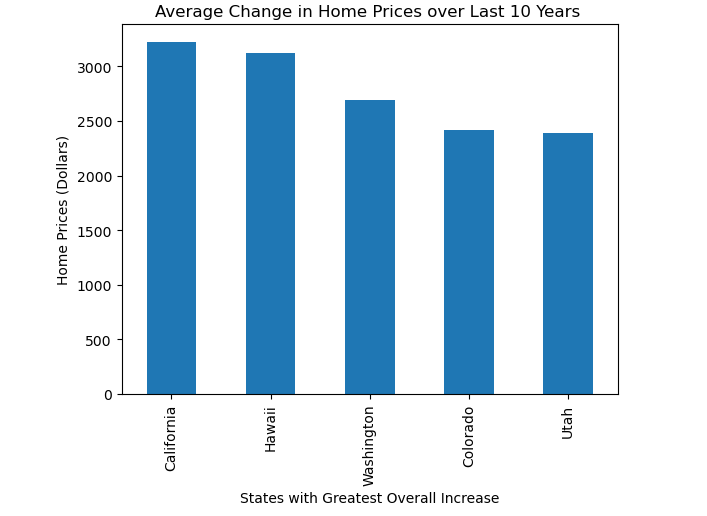 Average Change in Home Prices over Last 10 Years
Home Prices (Dollars)
3000
2500
2000
1500
1000
500
0
California
Hawaii
Washington
Colorado
Utah
States with Greatest Overall Increase